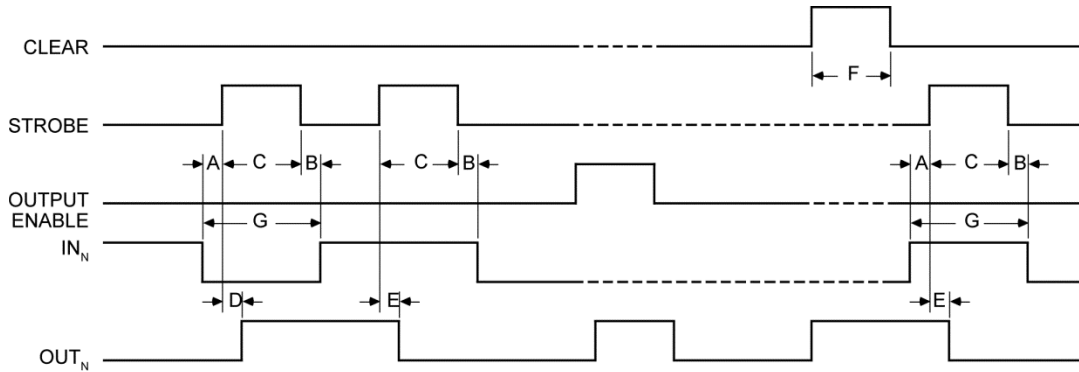 CLEAR
F
STROBE
A C B C B A C B
OUTPUT
ENABLE
G G
IN_N
D E E
OUT_N